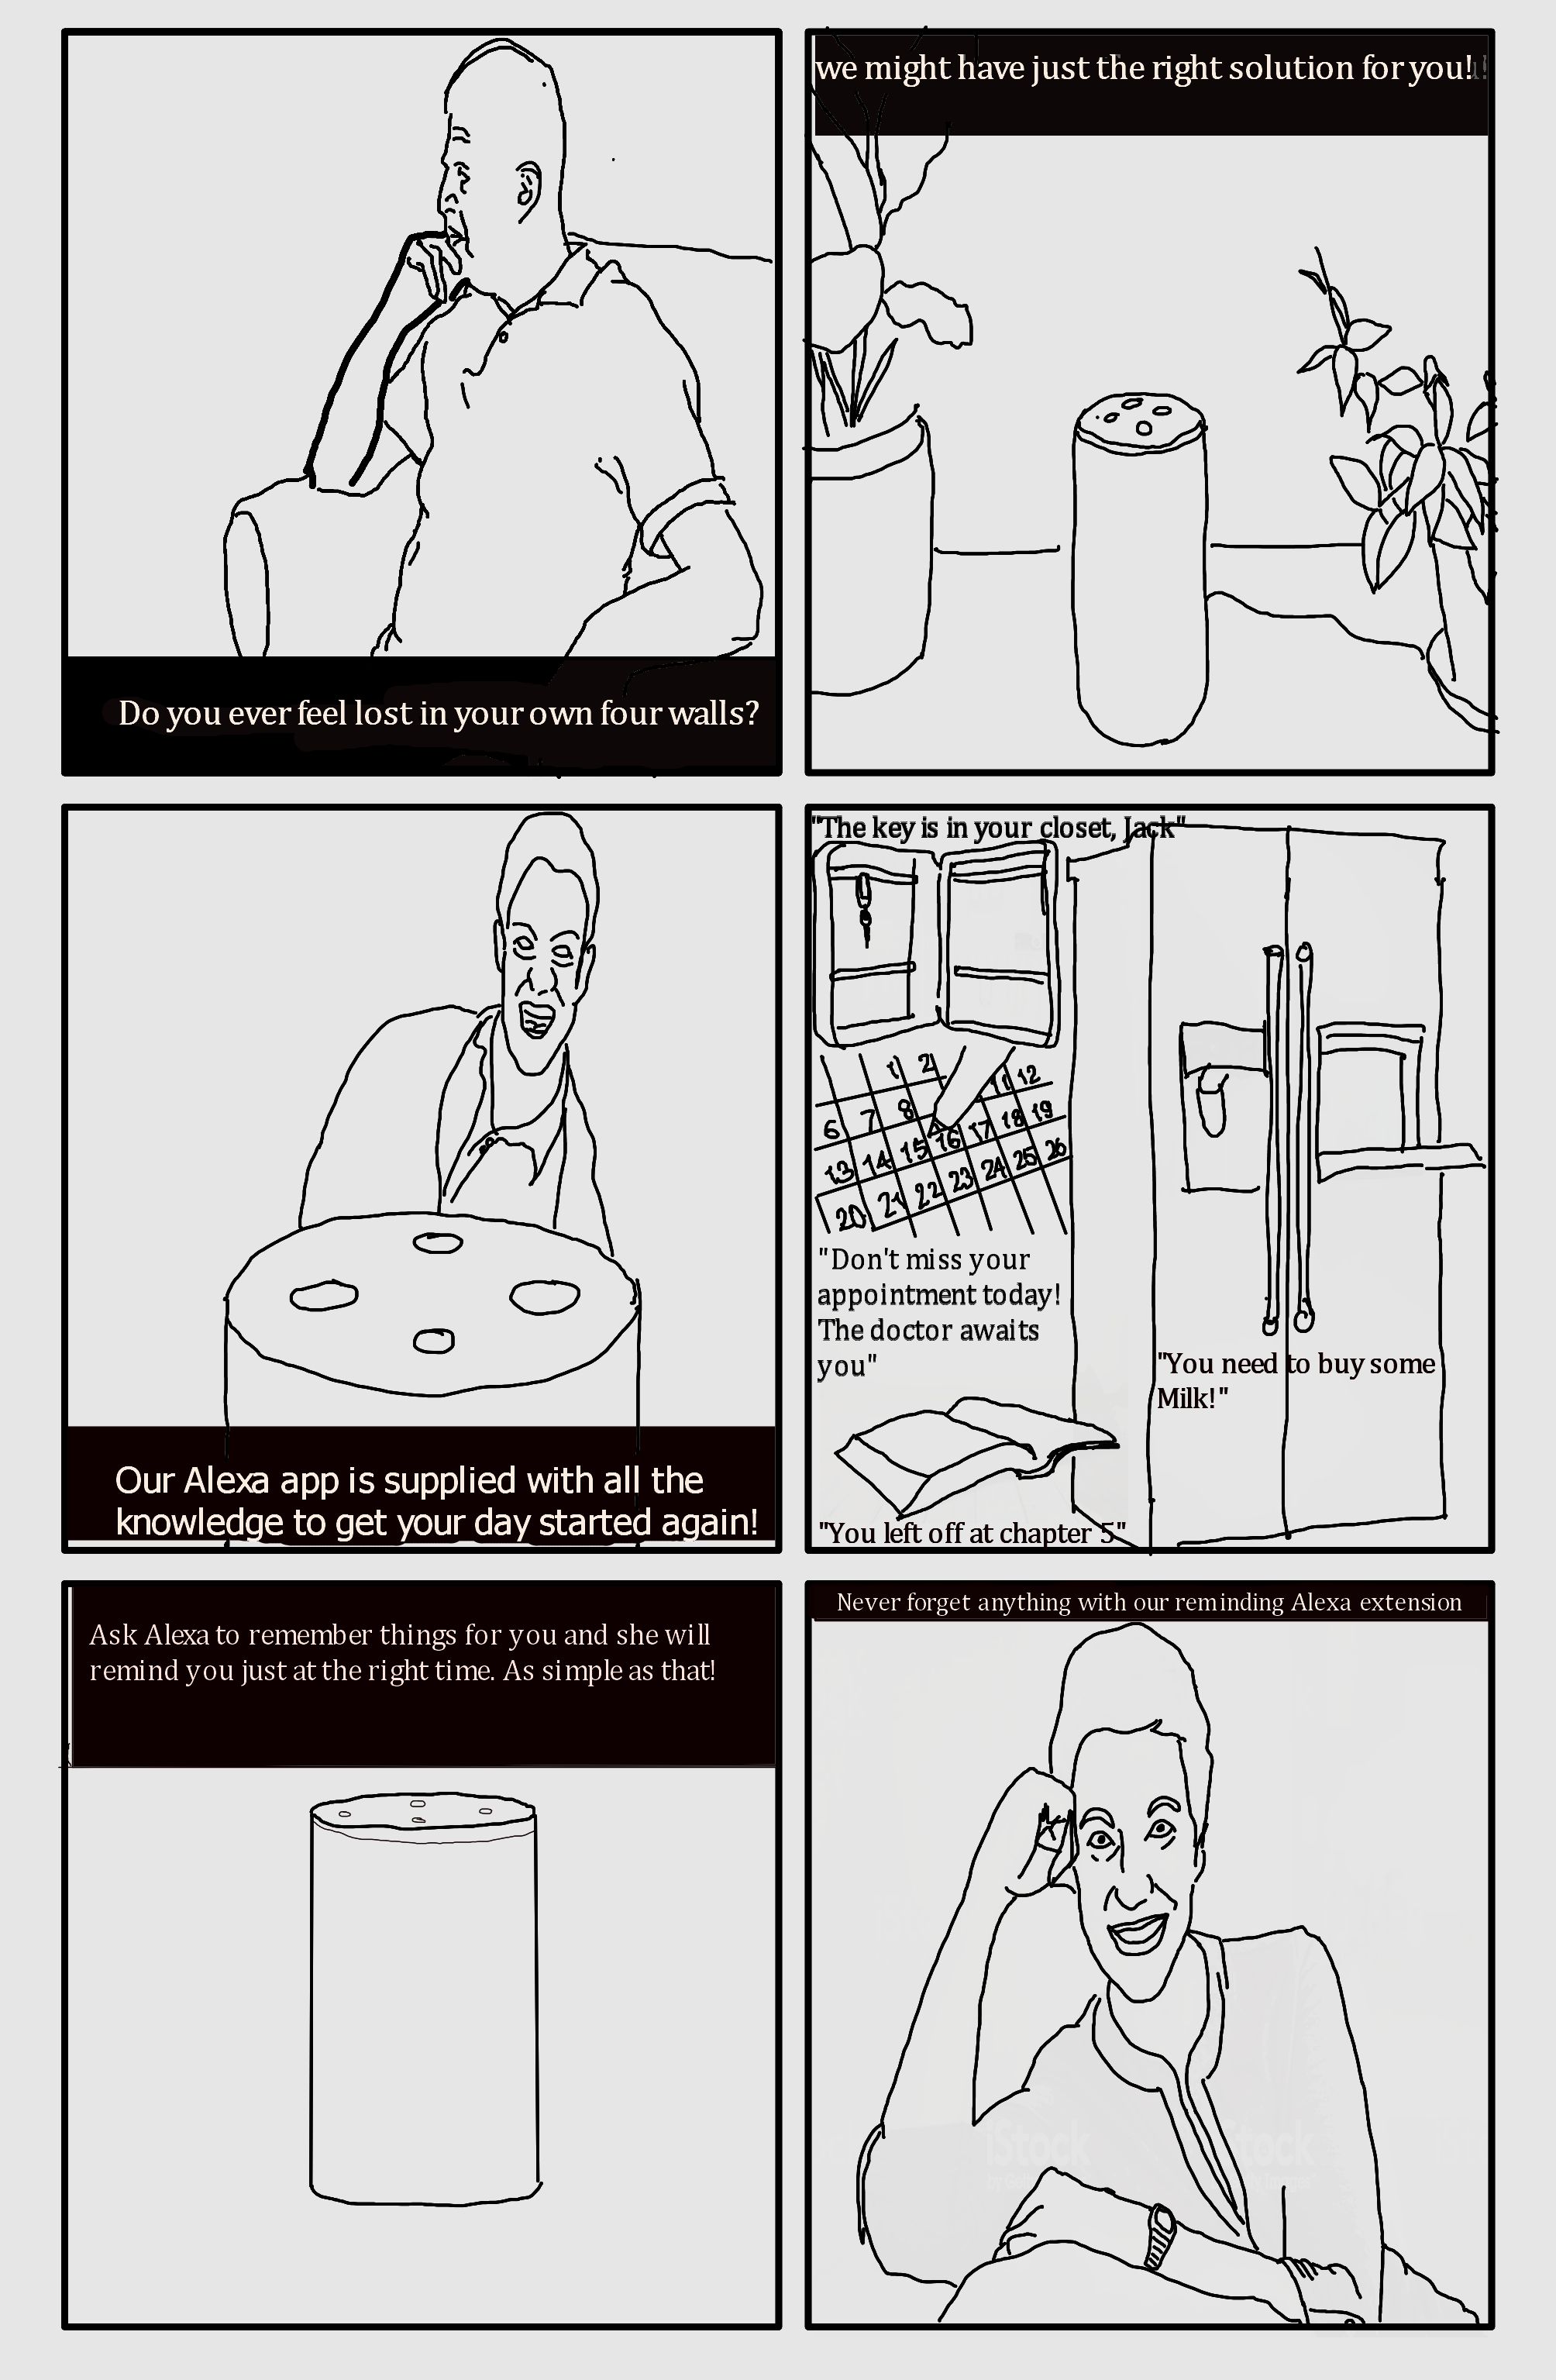 Do you ever feel lost in your own four walls?
we might have just the right solution for you!
Our Alexa app is supplied with all the
knowledge to get your day started again!
"The key is in your closet, Jack"
1 2 11 12
6 7 8 18 19
13 14 15 16 17 24 25 26
20 21 22 23
"Don't miss your
appointment today!
The doctor awaits
you"
"You need to buy some
Milk!"
"You left off at chapter 5"
Ask Alexa to remember things for you and she will
remind you just at the right time. As simple as that!
Never forget anything with our reminding Alexa extension
iStock